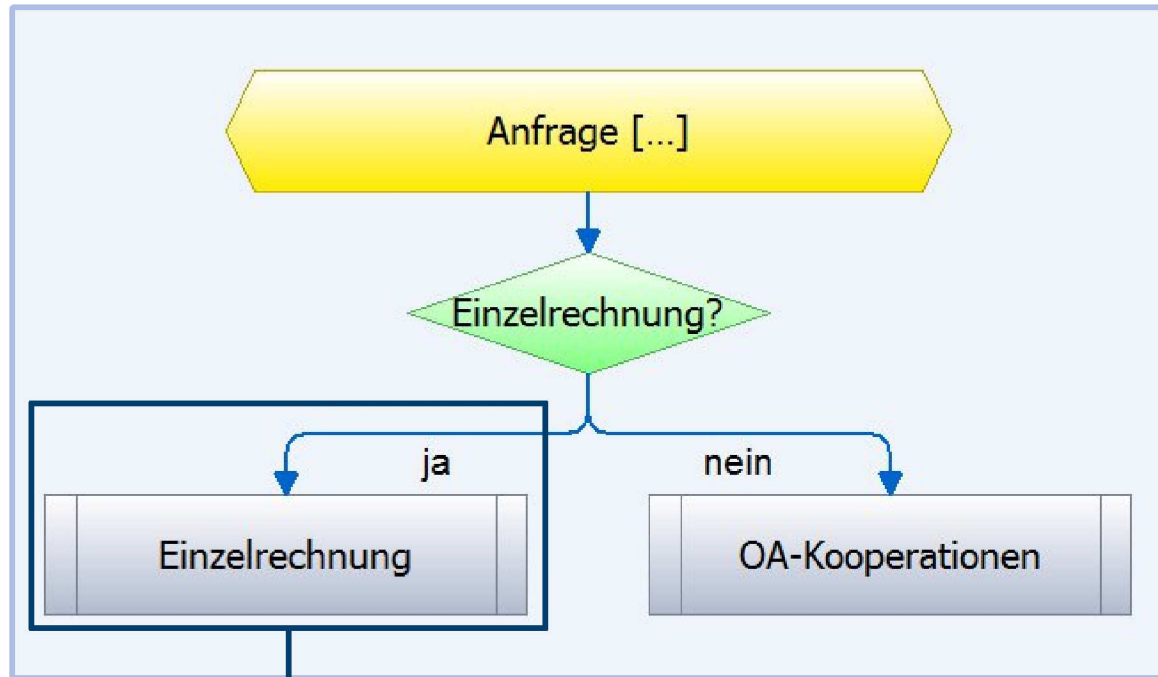 Anfrage [...]
Einzelrechnung?
ja
nein
Einzelrechnung
OA-Kooperationen